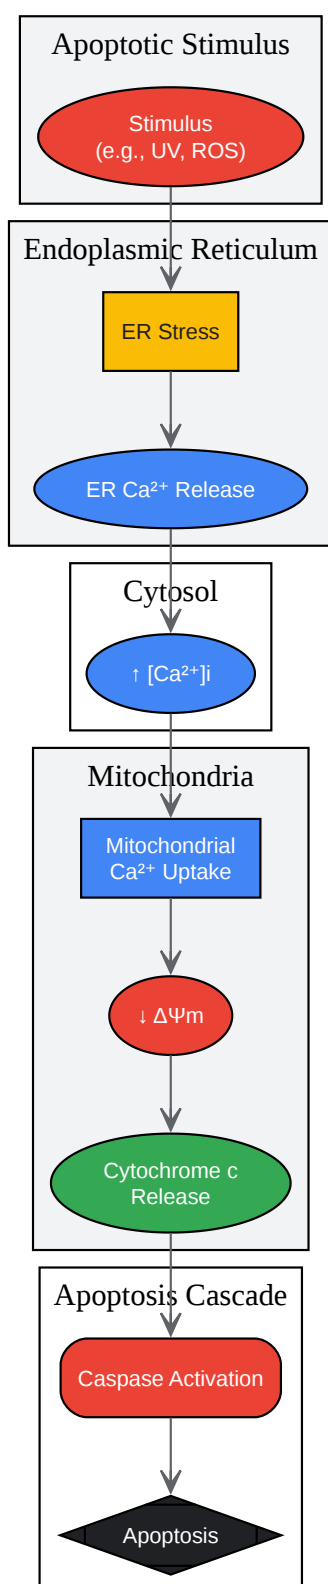 Apoptotic Stimulus
Stimulus
(e.g., UV, ROS)
Endoplasmic Reticulum
ER Stress
ER Ca²⁺ Release
Cytosol
↑ [Ca²⁺]i
Mitochondria
Mitochondrial
Ca²⁺ Uptake
↓ ΔΨm
Cytochrome c
Release
Apoptosis Cascade
Caspase Activation
Apoptosis